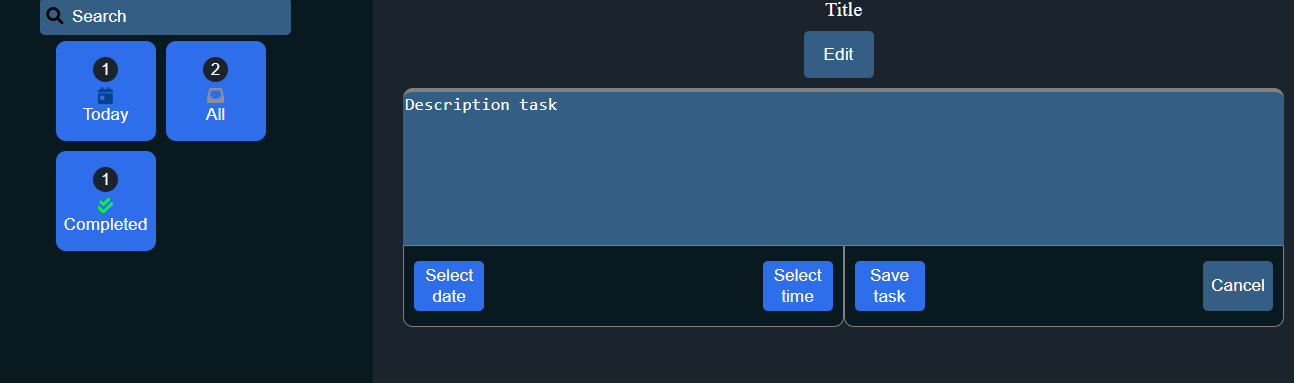 Search
1
Today
2
All
1
Completed
Title
Edit
Description task
Select
date
Select
time
Save
task
Cancel